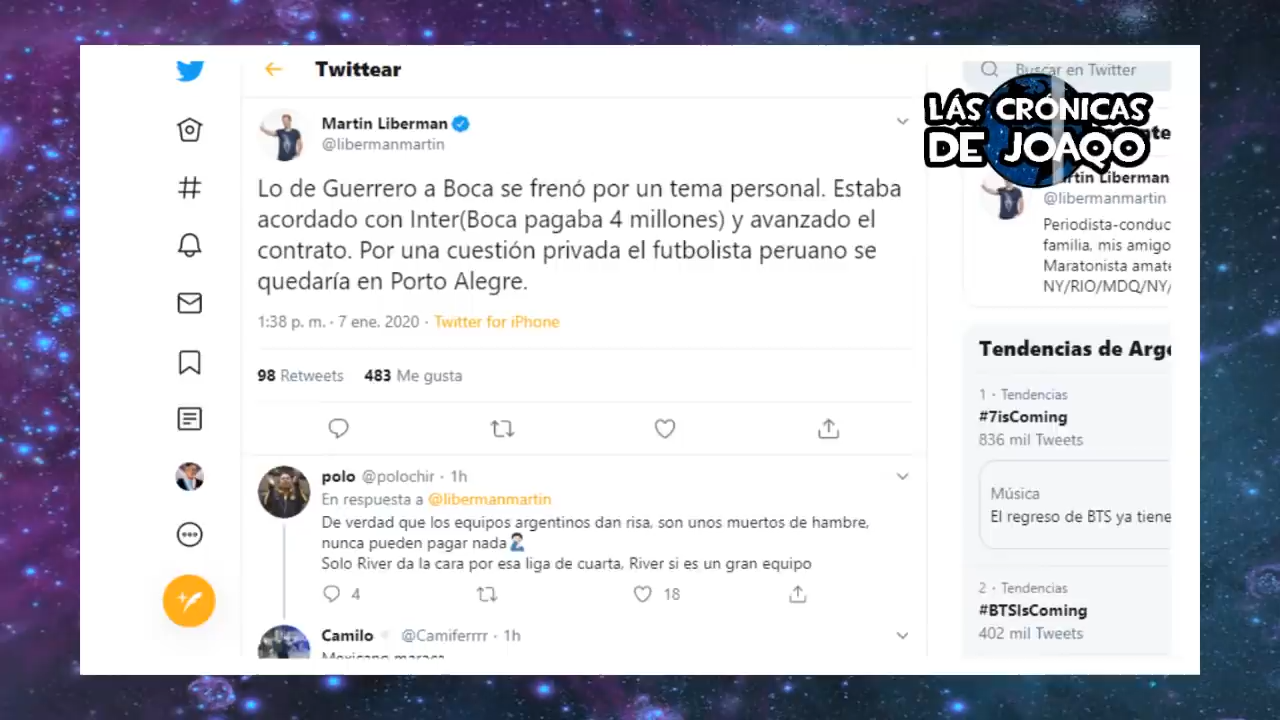 Twittear
Buscar en Twitter
LÁS CRÓNICAS
DE JOAQO
Martin Liberman
@libermanmartin
Lo de Guerrero a Boca se frenó por un tema personal. Estaba
acordado con Inter(Boca pagaba 4 millones) y avanzado el
contrato. Por una cuestión privada el futbolista peruano se
quedaría en Porto Alegre.
1:38 p. m. · 7 ene. 2020 · Twitter for iPhone
98 Retweets 483 Me gusta
polo @polochir · 1h
En respuesta a @libermanmartin
De verdad que los equipos argentinos dan risa, son unos muertos de hambre,
nunca pueden pagar nada
Solo River da la cara por esa liga de cuarta, River si es un gran equipo
4 18
Camilo @Camiferrrr · 1h
Mexicano maraca
Liberman
@libermanmartin
Periodista-conduc
familia, mis amigo
Maratonista amate
NY/RIO/MDQ/NY/
Tendencias de Arge
1 · Tendencias
#7isComing
836 mil Tweets
Música
El regreso de BTS ya tiene
2 · Tendencias
#BTSIsComing
402 mil Tweets